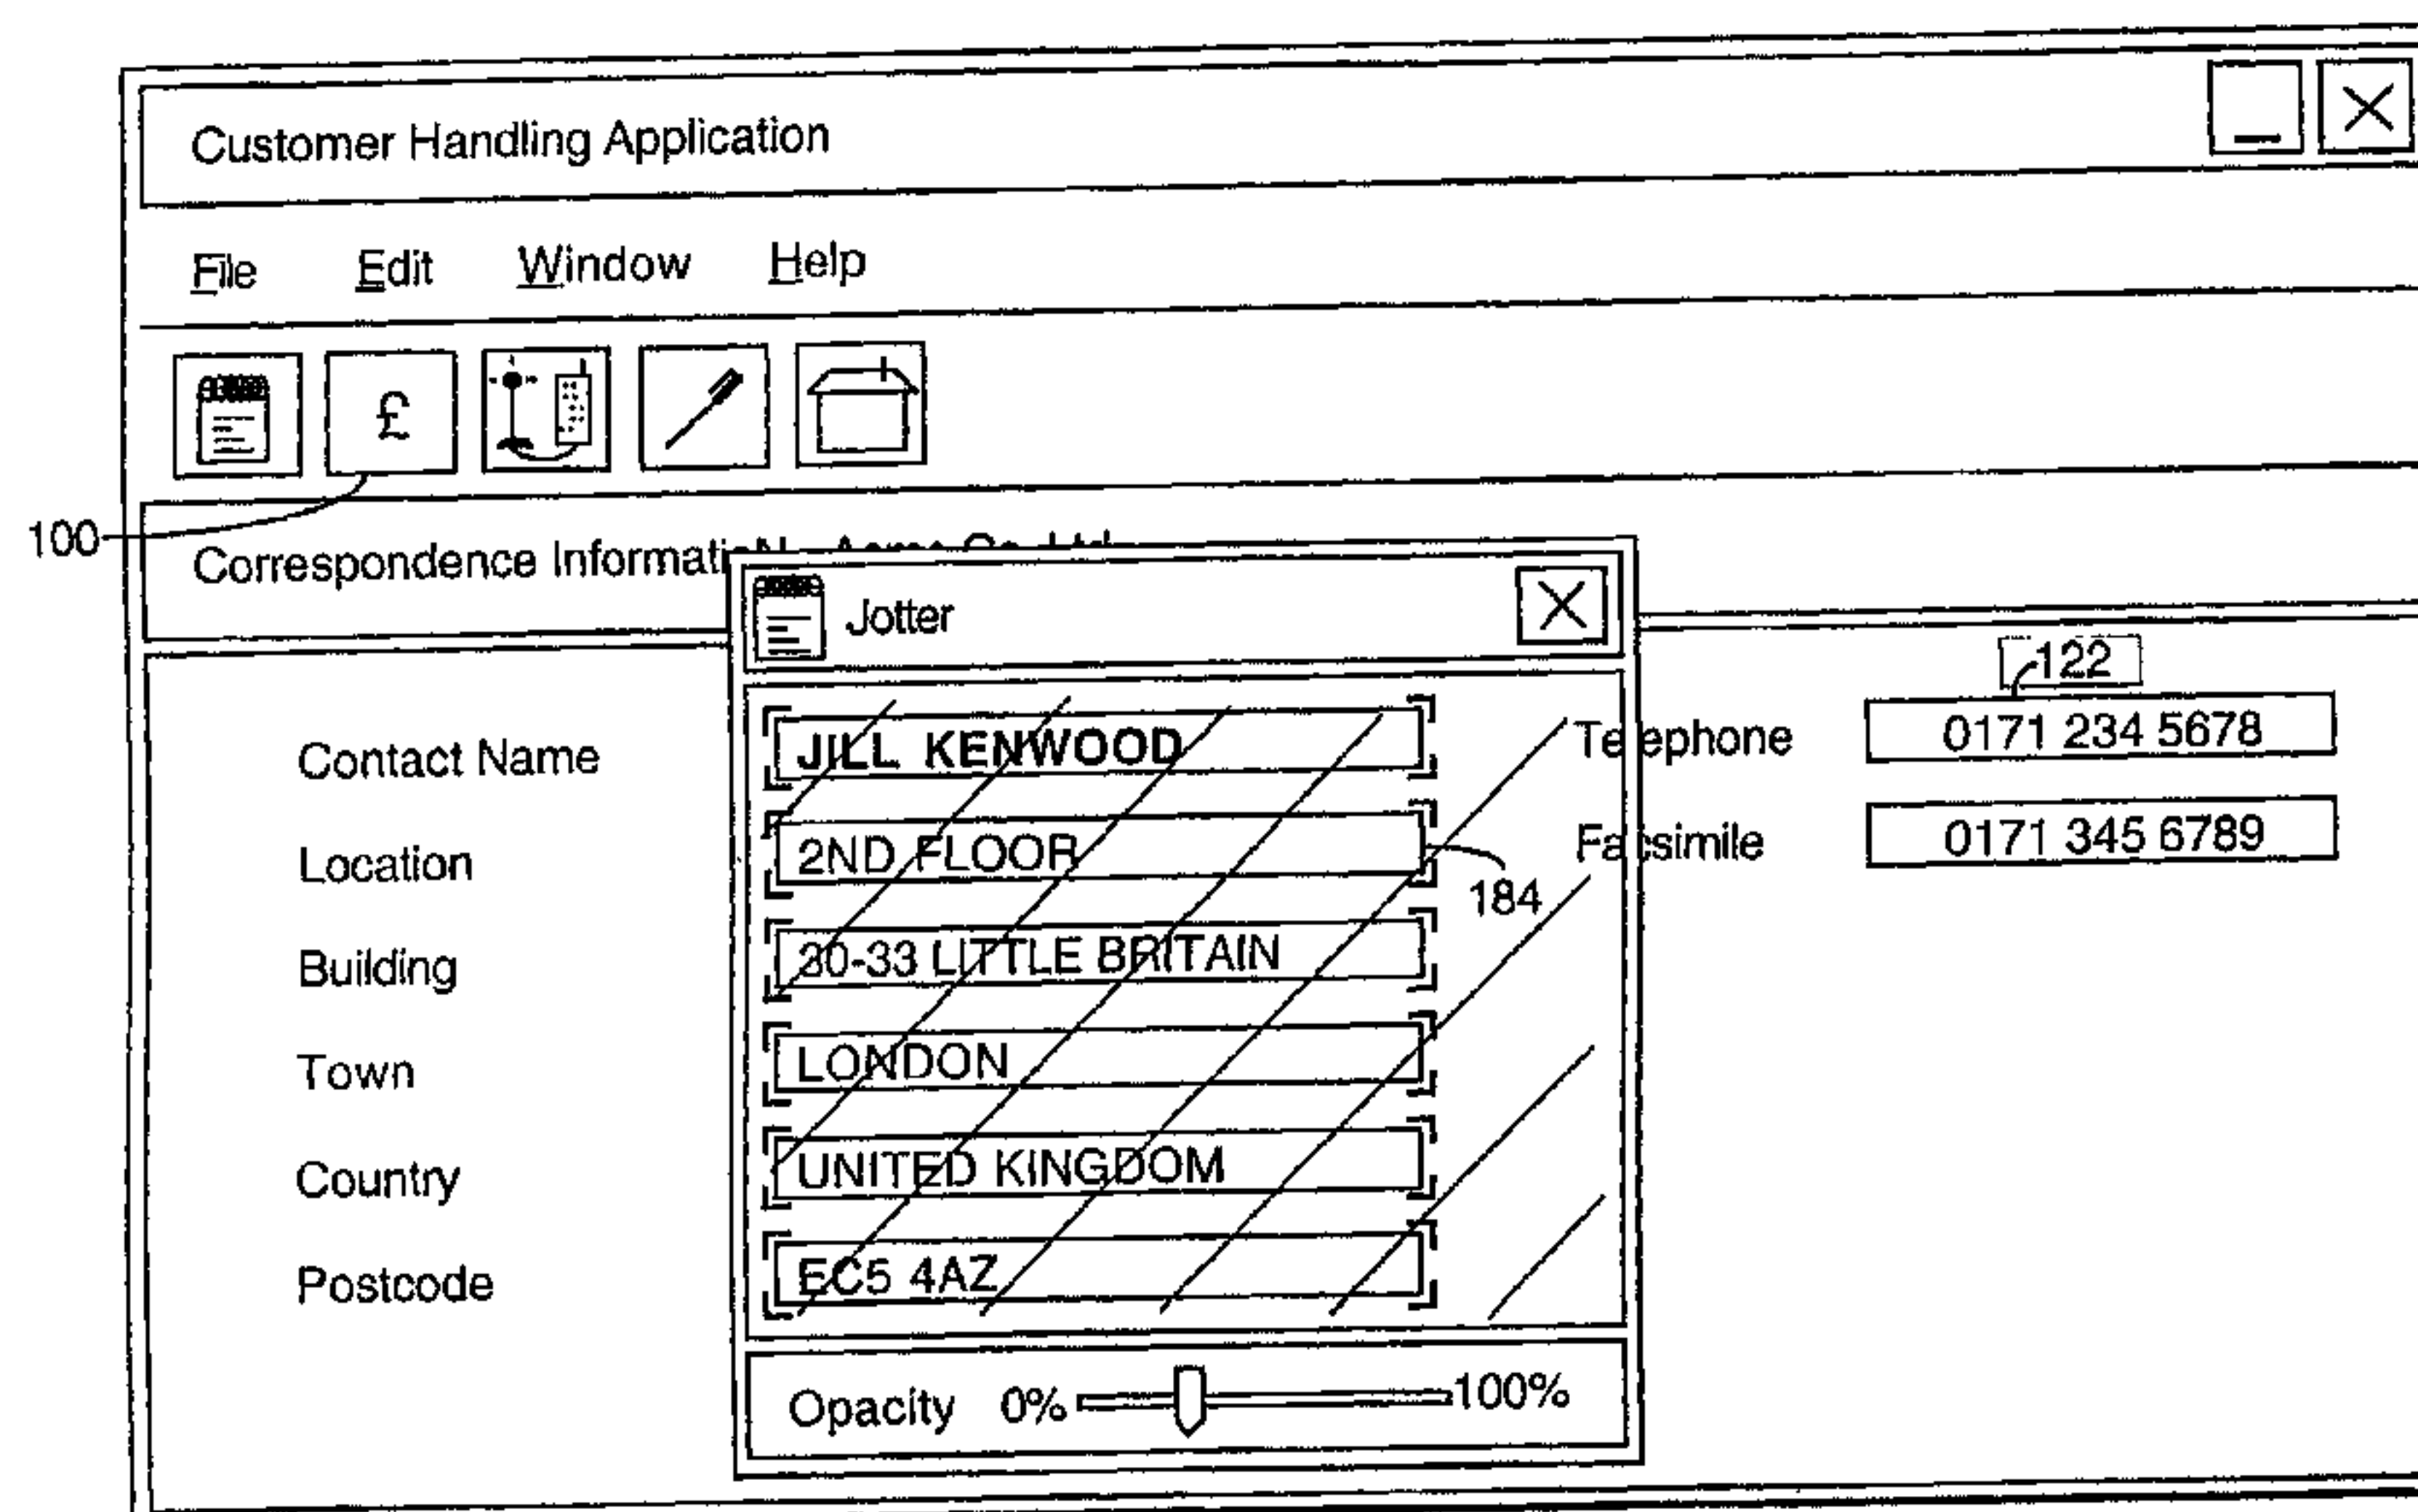 Customer Handling Application
File Edit Window Help
£
100
Correspondence
Jotter
122
Contact Name JILL KENWOOD Telephone 0171 234 5678
Location 2ND FLOOR Facsimile 0171 345 6789
184
Building 30-33 LITTLE BRITAIN
Town LONDON
Country UNITED KINGDOM
Postcode EC5 4AZ
Opacity 0% 100%